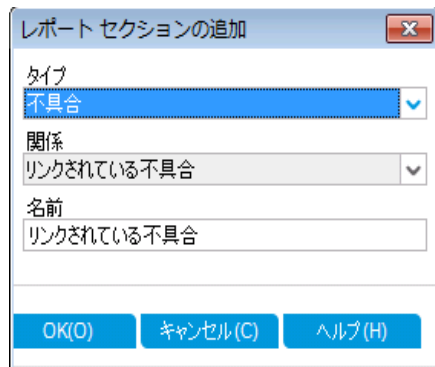 レポート セクションの追加
タイプ
不具合
関係
リンクされている不具合
名前
リンクされている不具合
OK(O) キャンセル(C) ヘルプ(H)